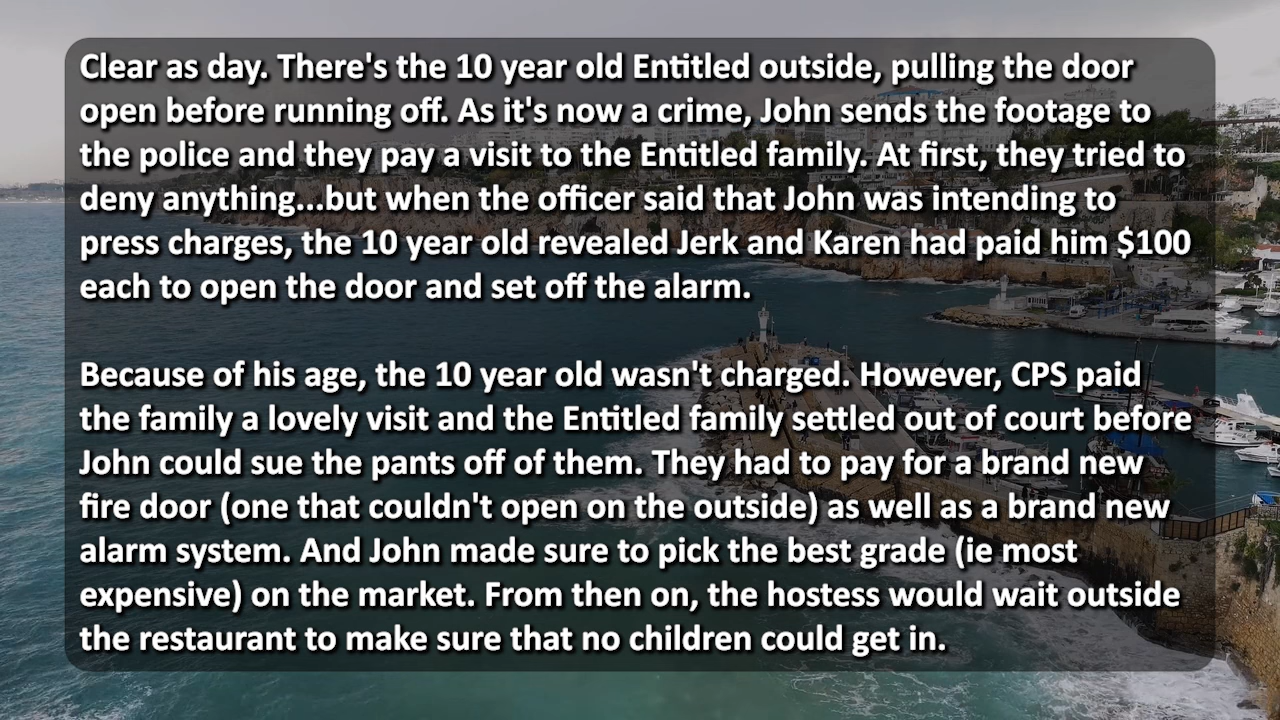 Clear as day. There's the 10 year old Entitled outside, pulling the door
open before running off. As it's now a crime, John sends the footage to
the police and they pay a visit to the Entitled family. At first, they tried to
deny anything...but when the officer said that John was intending to
press charges, the 10 year old revealed Jerk and Karen had paid him $100
each to open the door and set off the alarm.
Because of his age, the 10 year old wasn't charged. However, CPS paid
the family a lovely visit and the Entitled family settled out of court before
John could sue the pants off of them. They had to pay for a brand new
fire door (one that couldn't open on the outside) as well as a brand new
alarm system. And John made sure to pick the best grade (ie most
expensive) on the market. From then on, the hostess would wait outside
the restaurant to make sure that no children could get in.